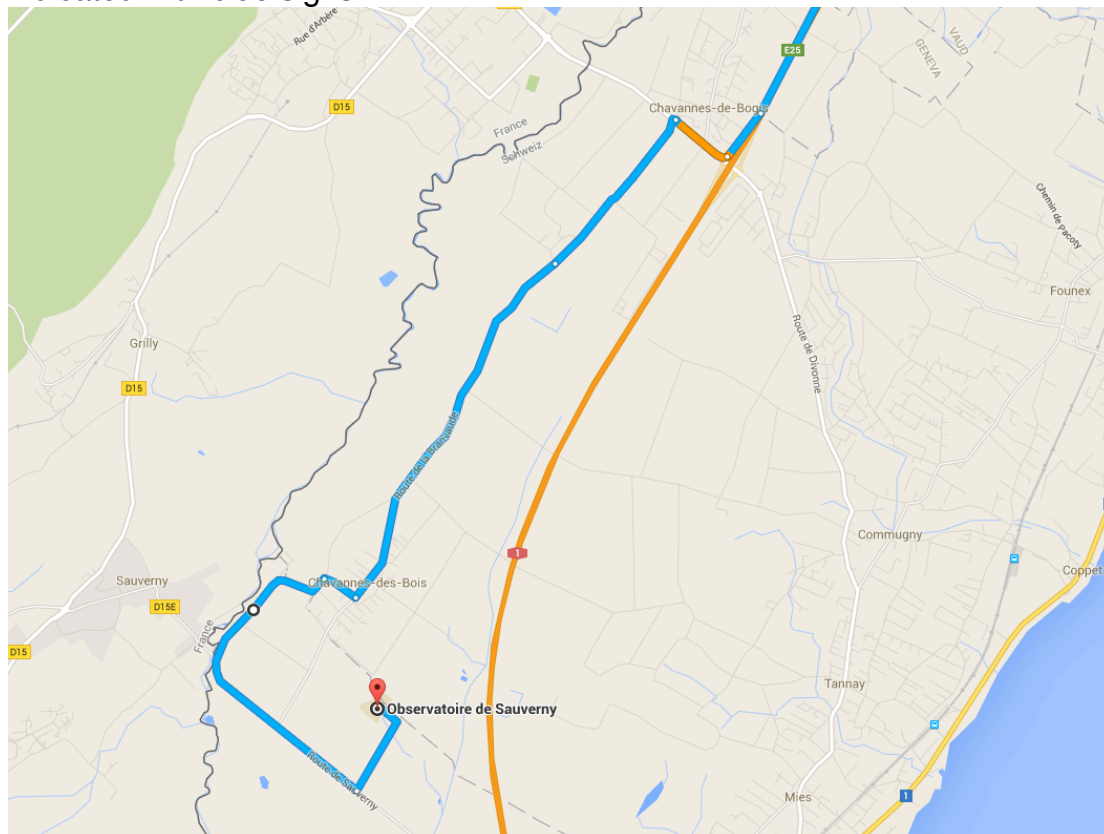 Rue d'Arbère
E25
VAUD
GENEVA
D15
Chavannes-de-Bogis
France
Schweiz
Chemin de Pacoty
Founex
Grilly
Route de Divonne
D15
Route de la Branvaude
1
Commugny
Sauverny
Chavannes-des-Bois
Coppet
D15E
France
D15
Tannay
Observatoire de Sauverny
Route de Sauverny
Mies
1